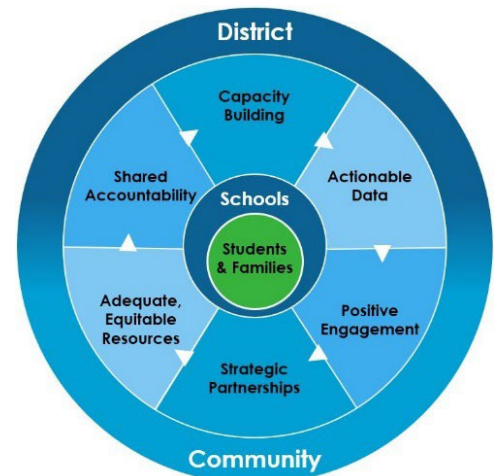 District
Capacity
Building
Actionable
Data
Positive
Engagement
Strategic
Partnerships
Adequate,
Equitable
Resources
Shared
Accountability
Schools
Students
& Families
Community